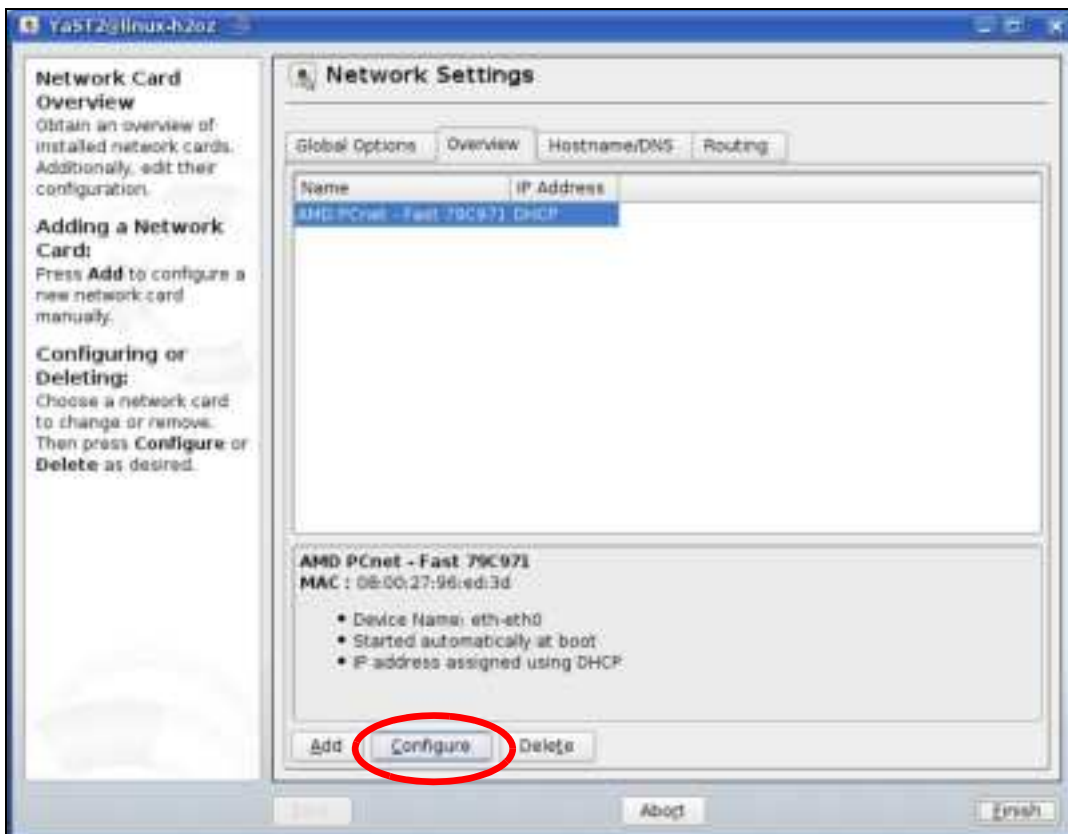 YaST2@linux-h2oz
Network Card
Overview
Obtain an overview of
installed network cards.
Additionally, edit their
configuration.
Adding a Network
Card:
Press Add to configure a
new network card
manually.
Configuring or
Deleting:
Choose a network card
to change or remove.
Then press Configure or
Delete as desired.
Network Settings
Global Options Overview Hostname/DNS Routing
Name IP Address
AMD PCnet - Fast 79C971 DHCP
AMD PCnet - Fast 79C971
MAC : 08:00:27:96:ed:3d
• Device Name: eth-eth0
• Started automatically at boot
• IP address assigned using DHCP
Add Configure Delete
Abort Finish